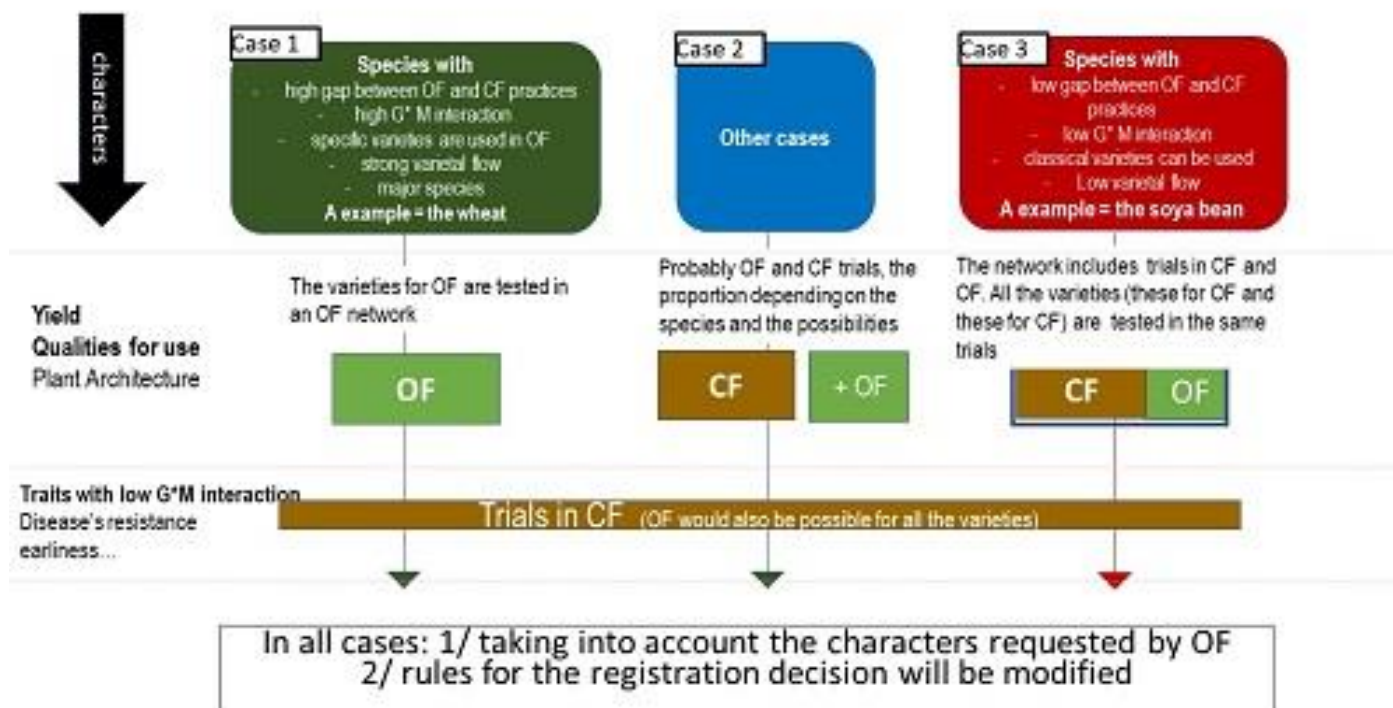 characters
Case 1
Species with
- high gap between OF and CF practices
- high G* M interaction
- specific varieties are used in OF
- strong varietal flow
- major species
A example = the wheat
Case 2
Other cases
Case 3
Species with
- low gap between OF and CF
practices
- low G* M interaction
- classical varieties can be used
- Low varietal flow
A example = the soya bean
Yield
Qualities for use
Plant Architecture
The varieties for OF are tested in
an OF network
OF
Probably OF and CF trials, the
proportion depending on the
species and the possibilities
CF
+ OF
The network includes trials in CF and
OF. All the varieties (these for OF and
these for CF) are tested in the same
trials
CF
OF
Traits with low G*M interaction
Disease's resistance
earliness...
Trials in CF (OF would also be possible for all the varieties)
In all cases: 1/ taking into account the characters requested by OF
2/ rules for the registration decision will be modified